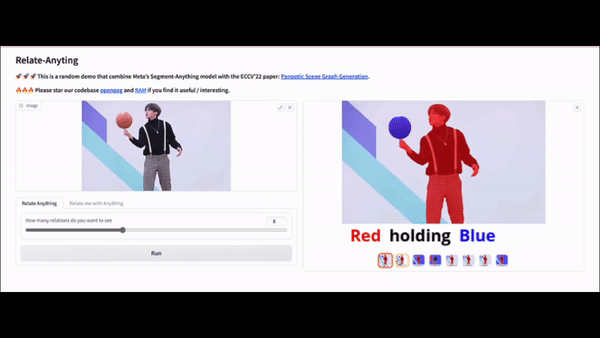 Relate-Anyting
🚀 🚀 🚀 This is a random demo that combine Meta's Segment-Anything model with the ECCV'22 paper: Panoptic Scene Graph Generation.
🔥🔥🔥 Please star our codebase openpsg and RAM if you find it useful / interesting.
Image
Relate Anything
Relate me with Anything
How many relations do you want to see
Run
Red holding Blue